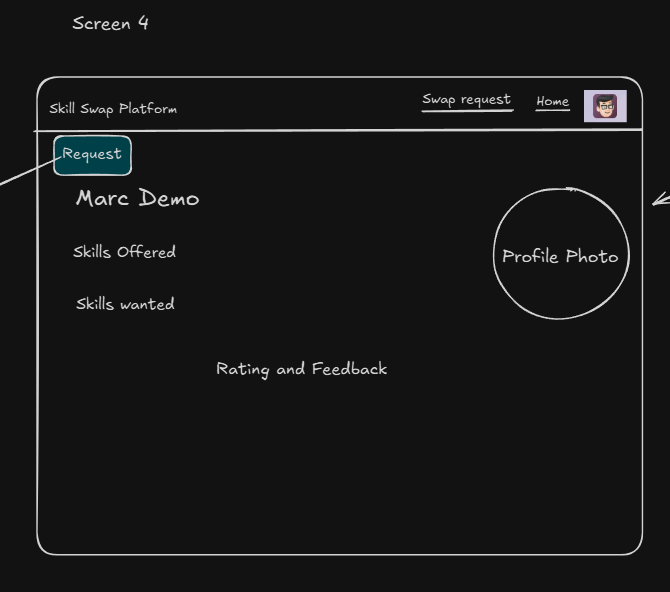 Screen 4
Skill Swap Platform
Swap request
Home
Request
Marc Demo
Skills Offered
Profile Photo
Skills wanted
Rating and Feedback